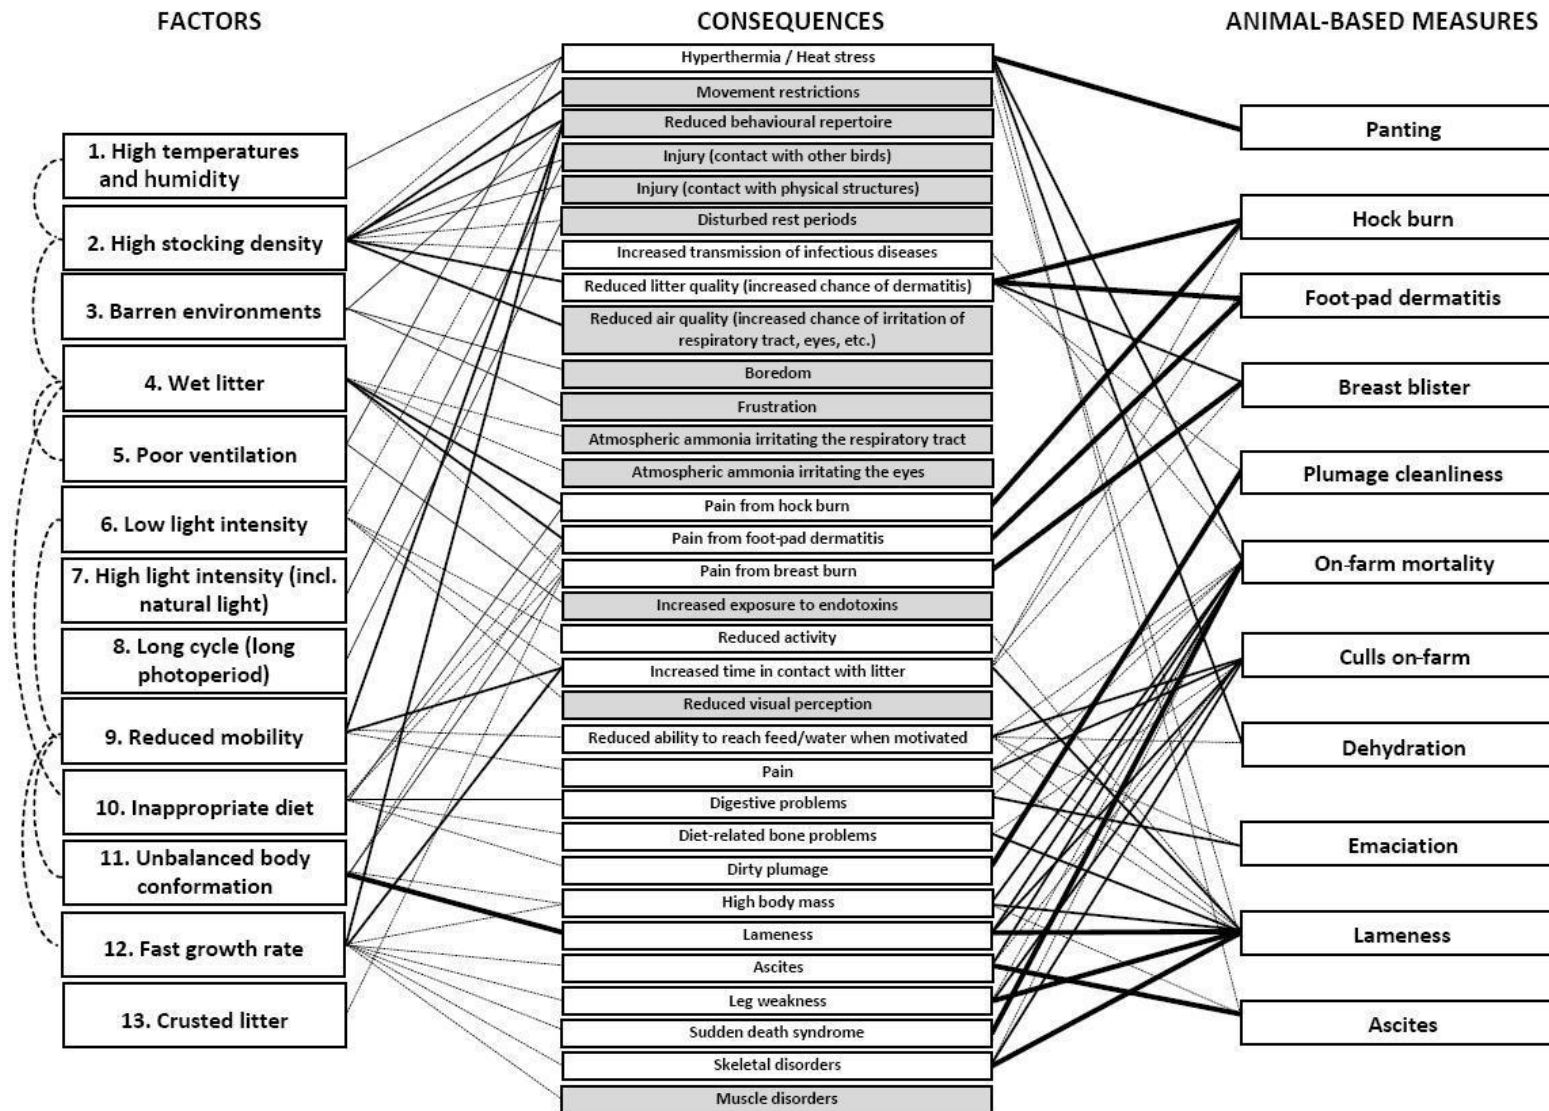 FACTORS
CONSEQUENCES
ANIMAL-BASED MEASURES
1. High temperatures
and humidity
2. High stocking density
3. Barren environments
4. Wet litter
5. Poor ventilation
6. Low light intensity
7. High light intensity (incl.
natural light)
8. Long cycle (long
photoperiod)
9. Reduced mobility
10. Inappropriate diet
11. Unbalanced body
conformation
12. Fast growth rate
13. Crusted litter
Hyperthermia / Heat stress
Movement restrictions
Reduced behavioural repertoire
Injury (contact with other birds)
Injury (contact with physical structures)
Disturbed rest periods
Increased transmission of infectious diseases
Reduced litter quality (increased chance of dermatitis)
Reduced air quality (increased chance of irritation of
respiratory tract, eyes, etc.)
Boredom
Frustration
Atmospheric ammonia irritating the respiratory tract
Atmospheric ammonia irritating the eyes
Pain from hock burn
Pain from foot-pad dermatitis
Pain from breast burn
Increased exposure to endotoxins
Reduced activity
Increased time in contact with litter
Reduced visual perception
Reduced ability to reach feed/water when motivated
Pain
Digestive problems
Diet-related bone problems
Dirty plumage
High body mass
Lameness
Ascites
Leg weakness
Sudden death syndrome
Skeletal disorders
Muscle disorders
Panting
Hock burn
Foot-pad dermatitis
Breast blister
Plumage cleanliness
On-farm mortality
Culls on-farm
Dehydration
Emaciation
Lameness
Ascites